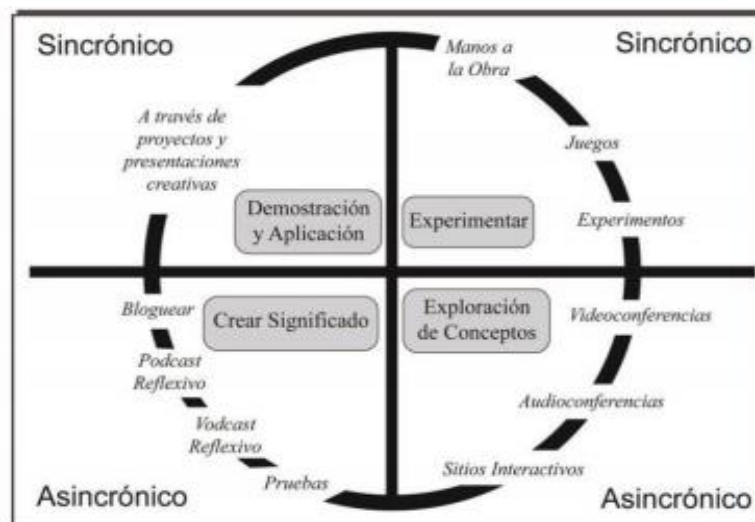 Sincrónico
Sincrónico
Manos a
la Obra
A través de
proyectos y
presentaciones
creativas
Juegos
Experimentos
Demostración
y Aplicación
Experimentar
Crear Significado
Exploración
de Conceptos
Bloguear
Videoconferencias
Podcast
Reflexivo
Audioconferencias
Vodcast
Reflexivo
Sitios Interactivos
Pruebas
Asincrónico
Asincrónico